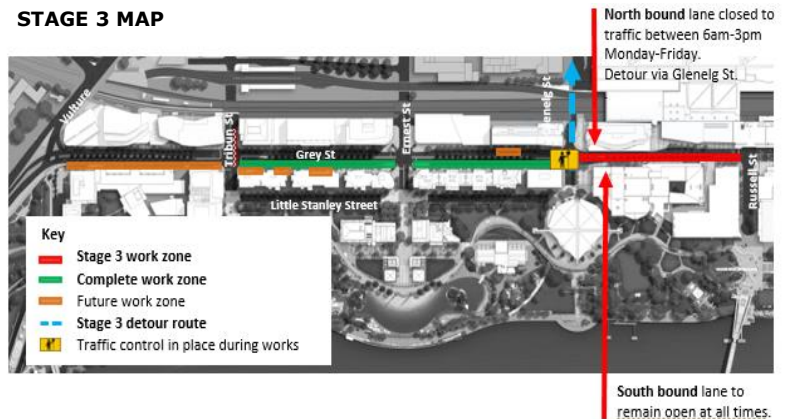 STAGE 3 MAP
North bound lane closed to
traffic between 6am-3pm
Monday-Friday.
Detour via Glenelg St.
Vulture
Tribun St
Grey St
Ernest St
enelg St
Russell St
Little Stanley Street
Key
Stage 3 work zone
Complete work zone
Future work zone
Stage 3 detour route
Traffic control in place during works
South bound lane to
remain open at all times.